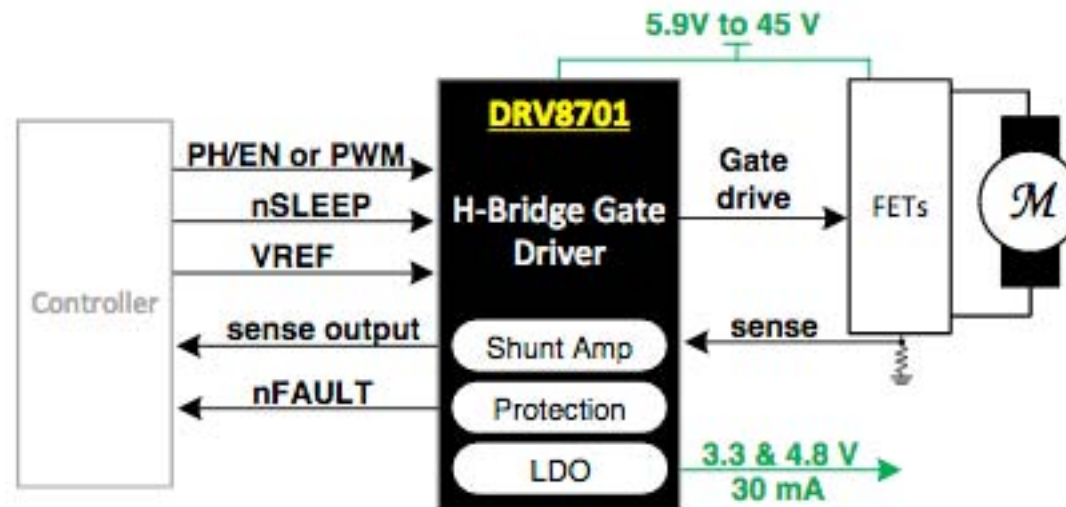 5.9V to 45 V
DRV8701
H-Bridge Gate
Driver
Controller
PH/EN or PWM
nSLEEP
VREF
sense output
nFAULT
Shunt Amp
Protection
LDO
Gate
drive
sense
FETs
M
3.3 & 4.8 V
30 mA